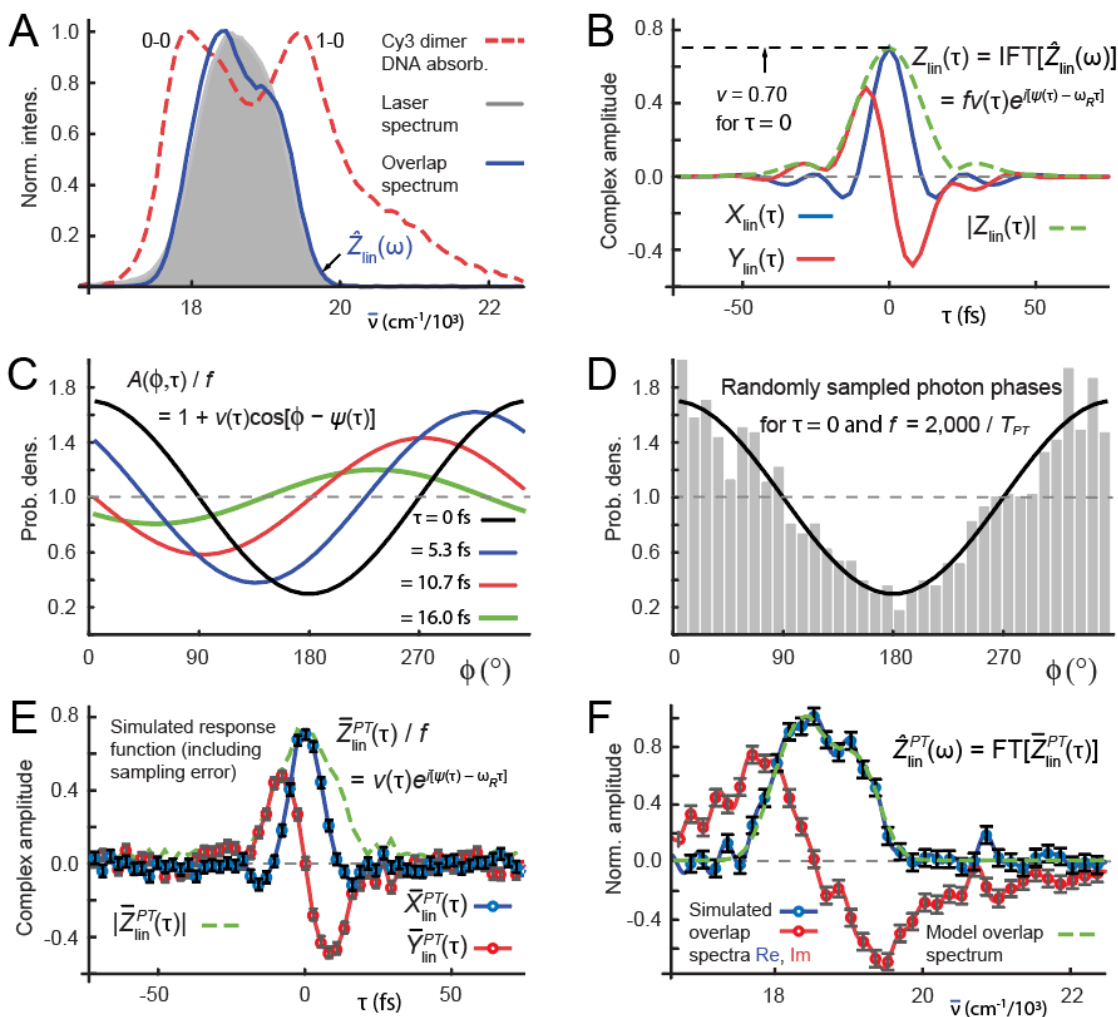 A
Norm. intens.
1.0
0.8
0.6
0.4
0.2
0-0
1-0
Cy3 dimer
DNA absorb.
Laser
spectrum
Overlap
spectrum
Ẑlin(ω)
18
20
22
ν̄ (cm⁻¹/10³)
B
Complex amplitude
0.8
0.4
0.0
-0.4
v = 0.70
for τ = 0
Zlin(τ) = IFT[Ẑlin(ω)]
= fv(τ)e^i[ψ(τ) – ωRτ]
Xlin(τ)
Ylin(τ)
|Zlin(τ)|
-50
0
50
τ (fs)
C
Prob. dens.
1.8
1.4
1.0
0.6
0.2
A(ϕ,τ) / f
= 1 + v(τ)cos[ϕ – ψ(τ)]
τ = 0 fs
= 5.3 fs
= 10.7 fs
= 16.0 fs
0
90
180
270
ϕ (°)
D
Prob. dens.
1.8
1.4
1.0
0.6
0.2
Randomly sampled photon phases
for τ = 0 and f = 2,000 / TPT
0
90
180
270
ϕ (°)
E
Complex amplitude
0.8
0.4
0.0
-0.4
Simulated response
function (including
sampling error)
Z̄linPT(τ) / f
= v(τ)e^i[ψ(τ) – ωRτ]
|Z̄linPT(τ)|
X̄linPT(τ)
ȲlinPT(τ)
-50
0
50
τ (fs)
F
Norm. amplitude
0.8
0.4
0.0
-0.4
ẐlinPT(ω) = FT[Z̄linPT(τ)]
Simulated
overlap
spectra Re, Im
Model overlap
spectrum
18
20
22
ν̄ (cm⁻¹/10³)